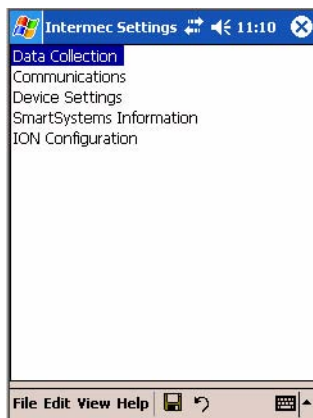 Intermec Settings 11:10
Data Collection
Communications
Device Settings
SmartSystems Information
ION Configuration
File Edit View Help